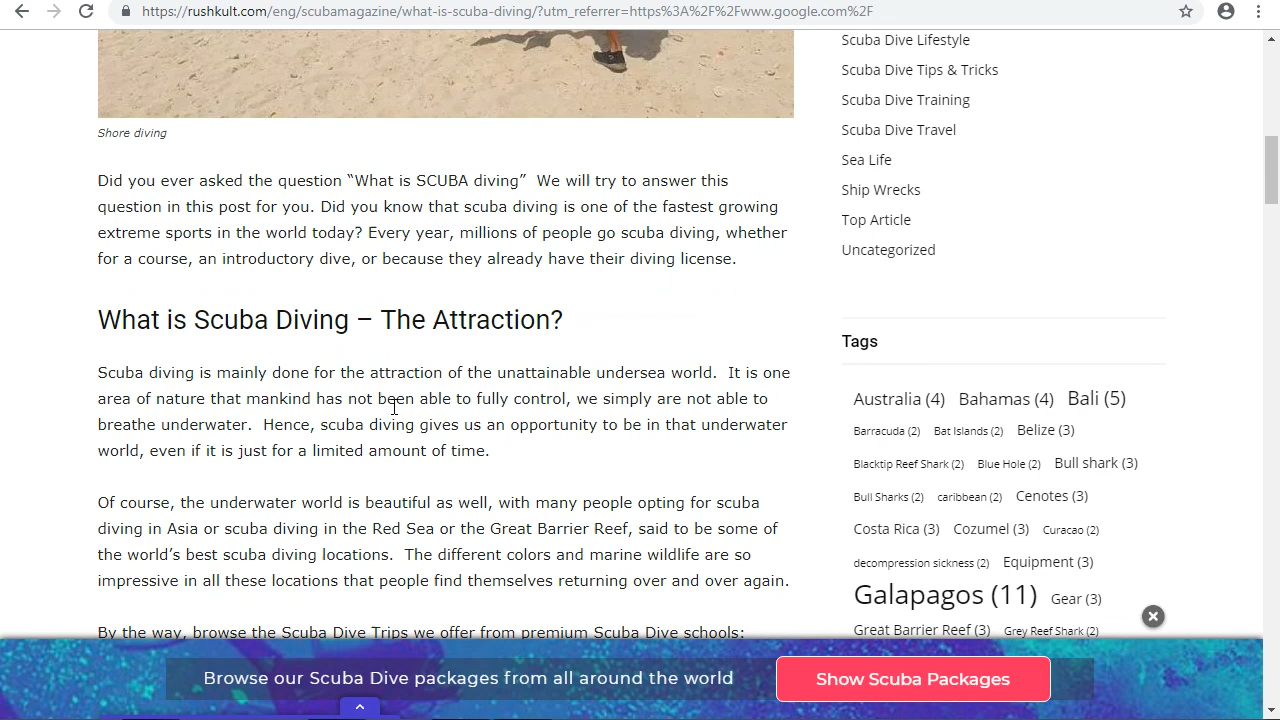 https://rushkult.com/eng/scubamagazine/what-is-scuba-diving/?utm_referrer=https%3A%2F%2Fwww.google.com%2F
Shore diving
Did you ever asked the question “What is SCUBA diving”  We will try to answer this
question in this post for you. Did you know that scuba diving is one of the fastest growing
extreme sports in the world today? Every year, millions of people go scuba diving, whether
for a course, an introductory dive, or because they already have their diving license.
What is Scuba Diving – The Attraction?
Scuba diving is mainly done for the attraction of the unattainable undersea world.  It is one
area of nature that mankind has not been able to fully control, we simply are not able to
breathe underwater.  Hence, scuba diving gives us an opportunity to be in that underwater
world, even if it is just for a limited amount of time.
Of course, the underwater world is beautiful as well, with many people opting for scuba
diving in Asia or scuba diving in the Red Sea or the Great Barrier Reef, said to be some of
the world’s best scuba diving locations.  The different colors and marine wildlife are so
impressive in all these locations that people find themselves returning over and over again.
By the way, browse the Scuba Dive Trips we offer from premium Scuba Dive schools:
Scuba Dive Lifestyle
Scuba Dive Tips & Tricks
Scuba Dive Training
Scuba Dive Travel
Sea Life
Ship Wrecks
Top Article
Uncategorized
Tags
Australia (4) Bahamas (4) Bali (5)
Barracuda (2) Bat Islands (2) Belize (3)
Blacktip Reef Shark (2) Blue Hole (2) Bull shark (3)
Bull Sharks (2) caribbean (2) Cenotes (3)
Costa Rica (3) Cozumel (3) Curacao (2)
decompression sickness (2) Equipment (3)
Galapagos (11) Gear (3)
Great Barrier Reef (3) Grey Reef Shark (2)
Browse our Scuba Dive packages from all around the world
Show Scuba Packages